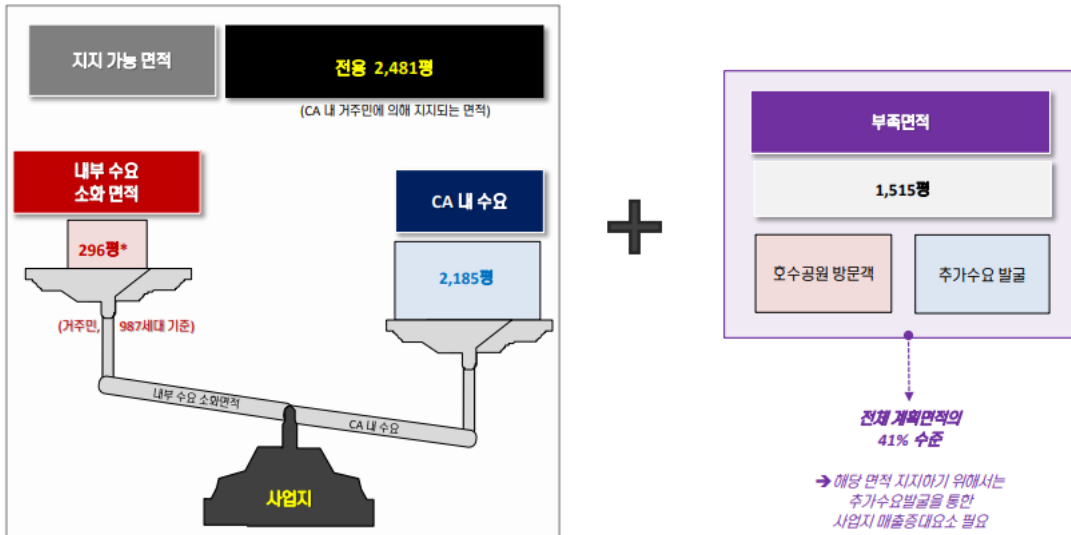 지지 가능 면적
전용 2,481평
(CA 내 거주민에 의해 지지되는 면적)
내부 수요
소화 면적
296평*
(거주민, 987세대 기준)
CA 내 수요
2,185평
내부 수요 소화면적
CA 내 수요
사업지
부족면적
1,515평
호수공원 방문객
추가수요 발굴
전체 계획면적의
41% 수준
➔ 해당 면적 지지하기 위해서는
추가수요발굴을 통한
사업지 매출증대요소 필요